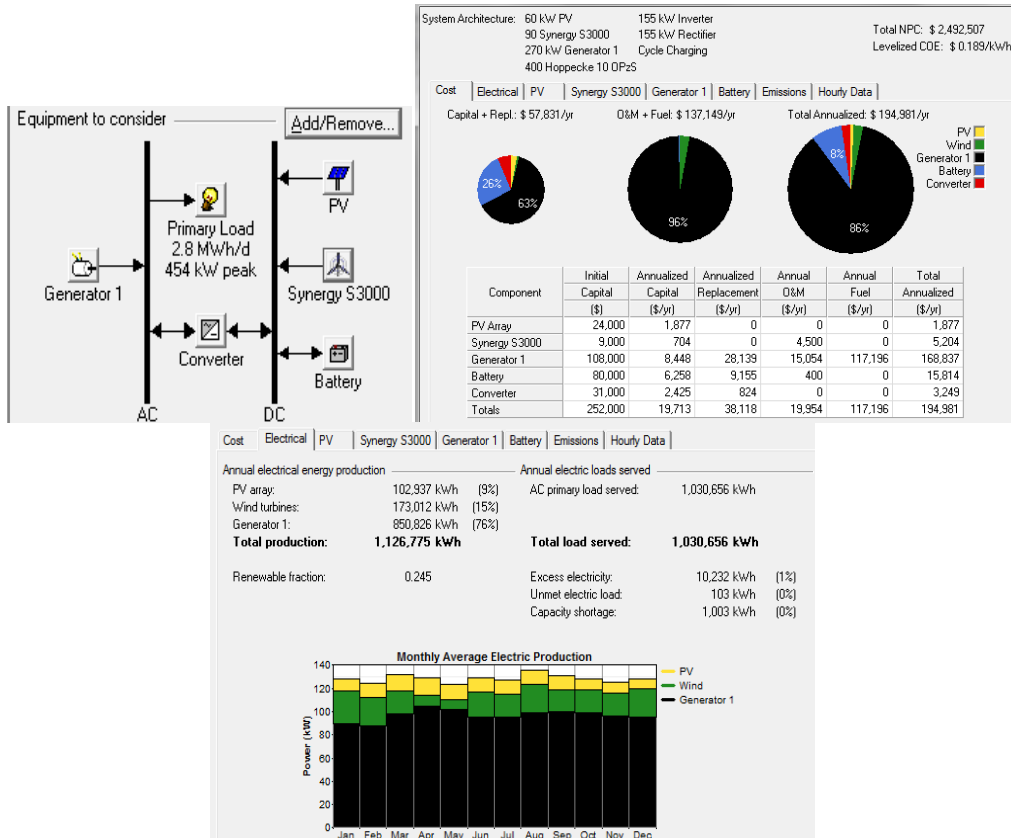 Equipment to consider
Add/Remove...
Primary Load
2.8 MWh/d
454 kW peak
PV
Generator 1
Synergy S3000
Converter
Battery
AC DC
System Architecture: 60 kW PV 155 kW Inverter
90 Synergy S3000 155 kW Rectifier
270 kW Generator 1 Cycle Charging
400 Hoppecke 10 OPzS
Total NPC: $ 2,492,507
Levelized COE: $ 0.189/kWh
Cost Electrical PV Synergy S3000 Generator 1 Battery Emissions Hourly Data
Capital + Repl.: $ 57,831/yr O&M + Fuel: $ 137,149/yr Total Annualized: $ 194,981/yr
26%
63%
96%
8%
86%
PV
Wind
Generator 1
Battery
Converter
Component Initial Capital ($) Annualized Capital ($/yr) Annualized Replacement ($/yr) Annual O&M ($/yr) Annual Fuel ($/yr) Total Annualized ($/yr)
PV Array 24,000 1,877 0 0 0 1,877
Synergy S3000 9,000 704 0 4,500 0 5,204
Generator 1 108,000 8,448 28,139 15,054 117,196 168,837
Battery 80,000 6,258 9,155 400 0 15,814
Converter 31,000 2,425 824 0 0 3,249
Totals 252,000 19,713 38,118 19,954 117,196 194,981
Cost Electrical PV Synergy S3000 Generator 1 Battery Emissions Hourly Data
Annual electrical energy production Annual electric loads served
PV array: 102,937 kWh (9%) AC primary load served: 1,030,656 kWh
Wind turbines: 173,012 kWh (15%)
Generator 1: 850,826 kWh (76%)
Total production: 1,126,775 kWh Total load served: 1,030,656 kWh
Renewable fraction: 0.245 Excess electricity: 10,232 kWh (1%)
Unmet electric load: 103 kWh (0%)
Capacity shortage: 1,003 kWh (0%)
Monthly Average Electric Production
Power (kW)
140
120
100
80
60
40
20
0
Jan Feb Mar Apr May Jun Jul Aug Sep Oct Nov Dec
PV
Wind
Generator 1